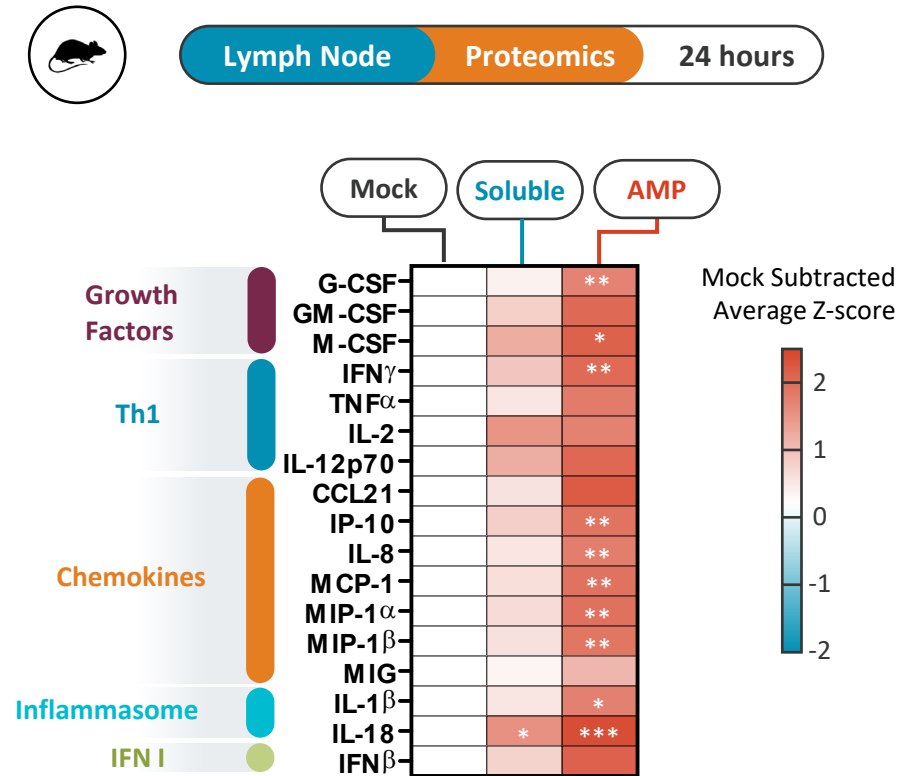 Lymph Node Proteomics 24 hours
Mock Soluble AMP
Mock Subtracted
Average Z-score
2
1
0
-1
-2
Growth
Factors
Th1
Chemokines
Inflammasome
IFN I
G-CSF **
GM-CSF
M-CSF *
IFNγ **
TNFα
IL-2
IL-12p70
CCL21
IP-10 **
IL-8 **
MCP-1 **
MIP-1α **
MIP-1β **
MIG
IL-1β *
IL-18 * ***
IFNβ